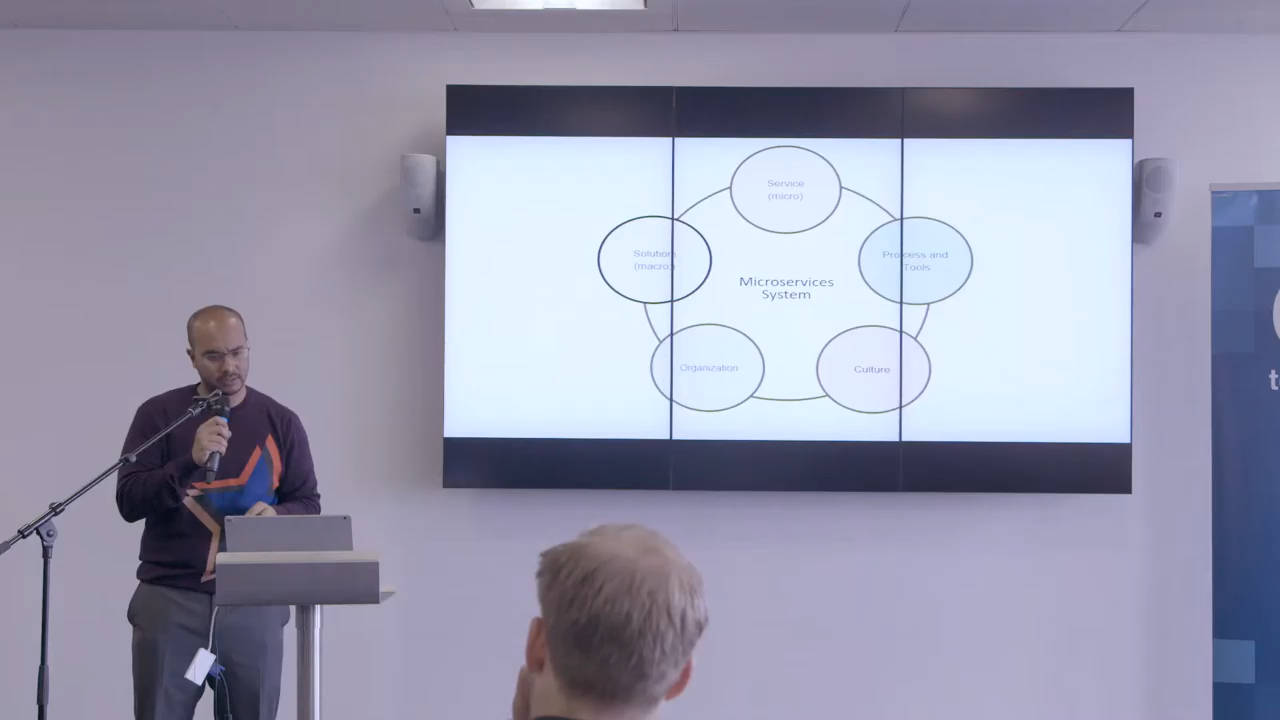 Service
(micro)
Solution
(macro)
Process and
Tools
Microservices
System
Organization
Culture
t